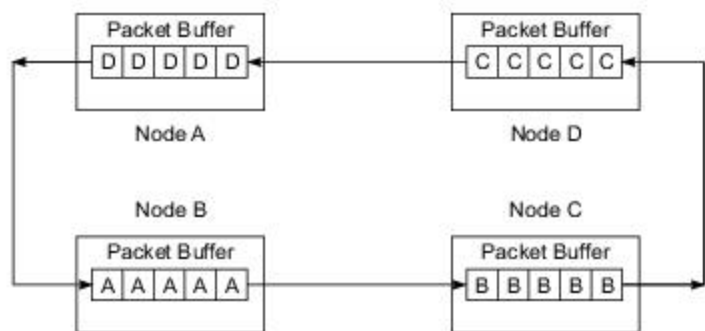 Packet Buffer
D D D D D
Node A
Packet Buffer
C C C C C
Node D
Node B
Packet Buffer
A A A A A
Node C
Packet Buffer
B B B B B